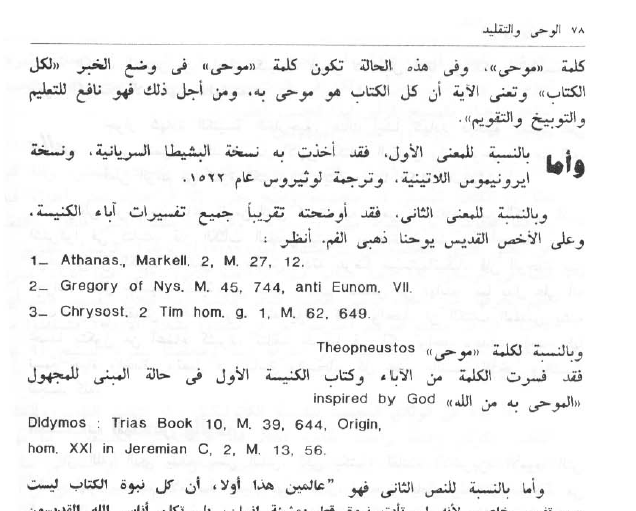 ٧٨ الوحى والتقليد
كلمة «موحى»، وفى هذه الحالة تكون كلمة «موحى» فى وضع الخبر «لكل
الكتاب» وتعنى الآية أن كل الكتاب هو موحى به، ومن أجل ذلك فهو نافع للتعليم
والتوبيخ والتقويم».
وأما بالنسبة للمعنى الأول، فقد أخذت به نسخة البشيطا السريانية، ونسخة
ايرونيموس اللاتينية، وترجمة لوثيروس عام ١٥٢٢.
وبالنسبة للمعنى الثانى، فقد أوضحته تقريباً جميع تفسيرات آباء الكنيسة،
وعلى الأخص القديس يوحنا ذهبى الفم. أنظر :
1_ Athanas., Markell. 2, M. 27, 12.
2_ Gregory of Nys. M. 45, 744, anti Eunom. VII.
3_ Chrysost. 2 Tim hom. g. 1, M. 62, 649.
وبالنسبة لكلمة «موحى» Theopneustos
فقد فسرت الكلمة من الآباء وكتاب الكنيسة الأول فى حالة المبنى للمجهول
«الموحى به من الله» inspired by God
Didymos : Trias Book 10, M. 39, 644, Origin,
hom. XXI in Jeremian C, 2, M. 13, 56.
وأما بالنسبة للنص الثانى فهو "عالمين هذا أولا، أن كل نبوة الكتاب ليست